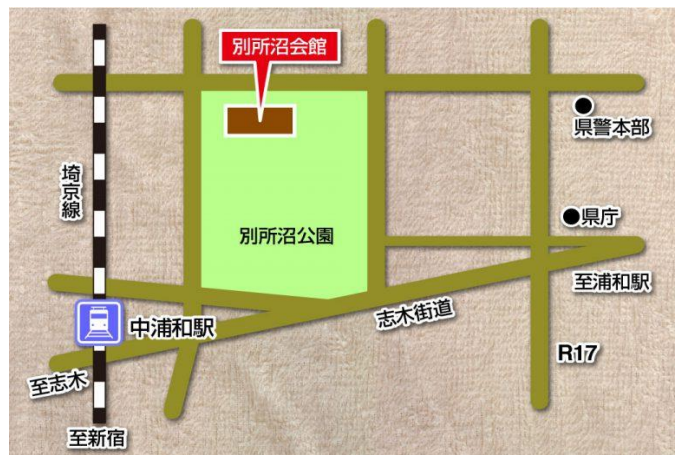 別所沼会館
県警本部
埼京線
県庁
別所沼公園
至浦和駅
志木街道
中浦和駅
R17
至志木
至新宿